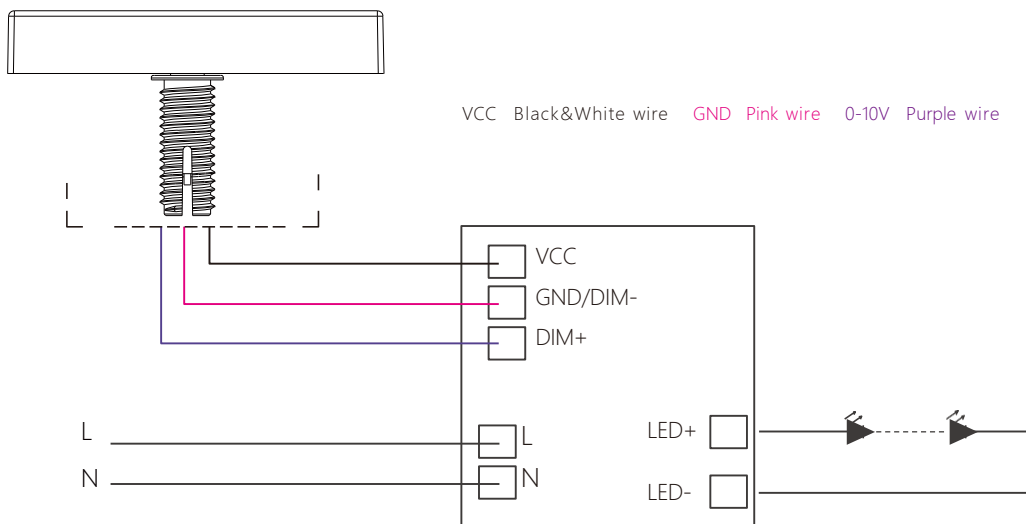 VCC Black&White wire GND Pink wire 0-10V Purple wire
VCC
GND/DIM-
DIM+
L
L
LED+
N
N
LED-